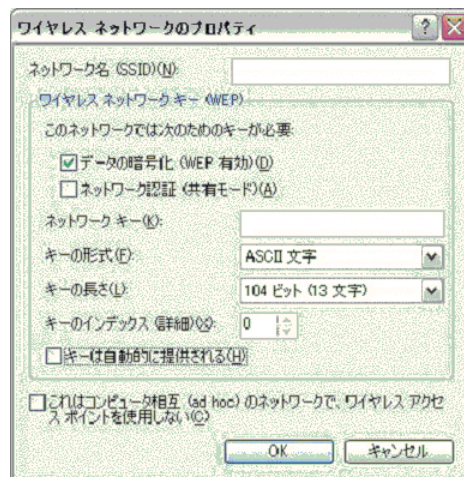 ワイヤレス ネットワークのプロパティ
ネットワーク名 (SSID)(N):
ワイヤレス ネットワーク キー (WEP)
このネットワークでは次のためのキーが必要:
データの暗号化 (WEP 有効)(D)
ネットワーク認証 (共有モード)(A)
ネットワーク キー(K):
キーの形式(F): ASCII 文字
キーの長さ(L): 104 ビット (13 文字)
キーのインデックス (詳細)(X): 0
キーは自動的に提供される(H)
これはコンピュータ相互 (ad hoc) のネットワークで、ワイヤレス アクセ
ス ポイントを使用しない(C)
OK キャンセル